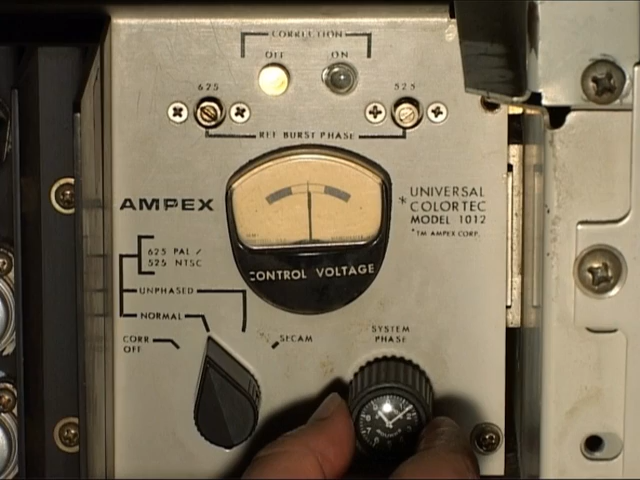 CORRECTION
OFF ON
625 525
REF BURST PHASE
AMPEX
UNIVERSAL
* COLORTEC
MODEL 1012
*TM AMPEX CORP.
625 PAL /
525 NTSC
CONTROL VOLTAGE
UNPHASED
NORMAL
CORR
OFF
SECAM
SYSTEM
PHASE